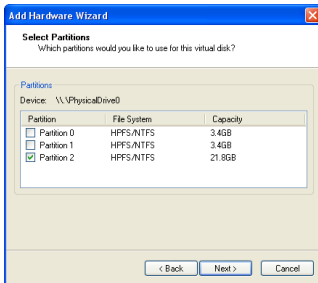 Add Hardware Wizard
Select Partitions
Which partitions would you like to use for this virtual disk?
Partitions
Device: \\.\PhysicalDrive0
Partition File System Capacity
Partition 0 HPFS/NTFS 3.4GB
Partition 1 HPFS/NTFS 3.4GB
Partition 2 HPFS/NTFS 21.8GB
< Back Next > Cancel